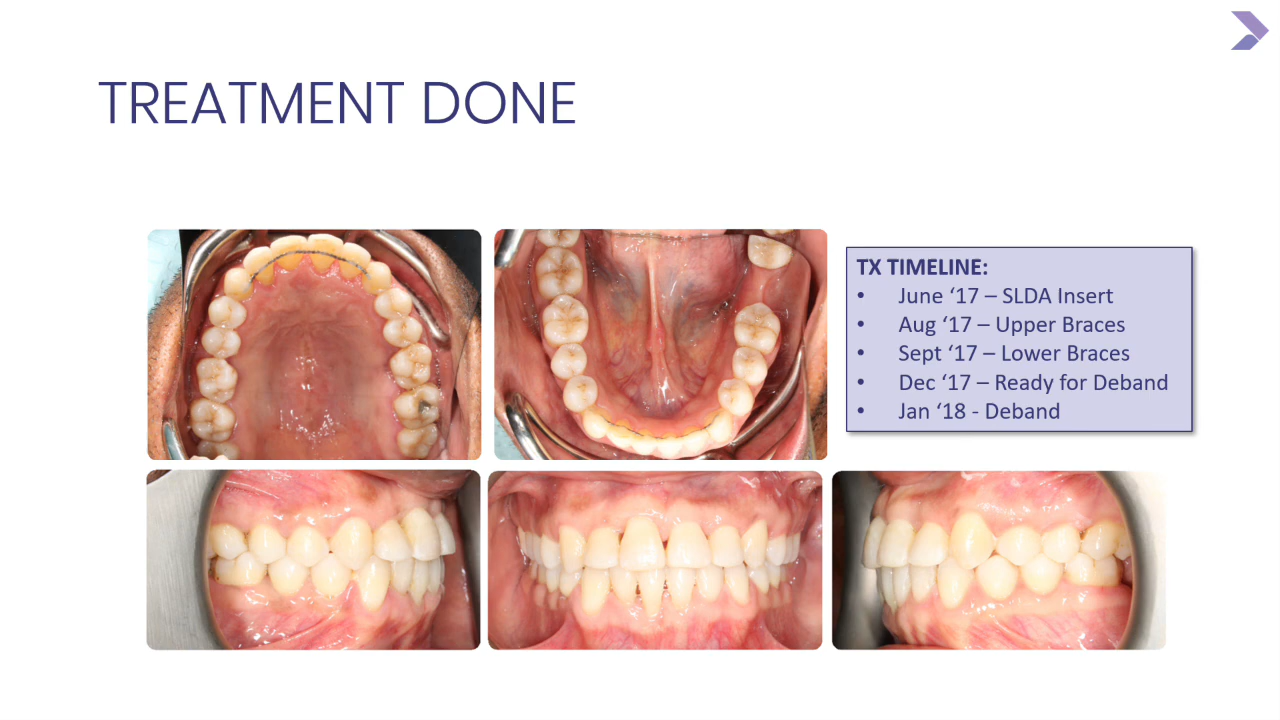 TREATMENT DONE
TX TIMELINE:
• June ‘17 – SLDA Insert
• Aug ‘17 – Upper Braces
• Sept ‘17 – Lower Braces
• Dec ‘17 – Ready for Deband
• Jan ‘18 - Deband